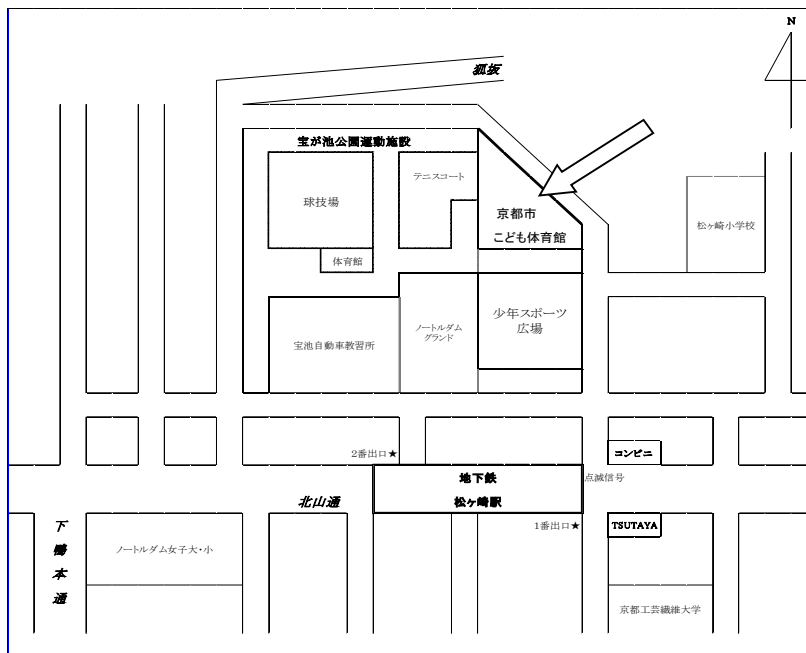 N
狐坂
宝が池公園運動施設
テニスコート
球技場
京都市
こども体育館
松ヶ崎小学校
体育館
少年スポーツ
広場
ノートルダム
グランド
宝池自動車教習所
2番出口★
コンビニ
地下鉄
松ヶ崎駅
点滅信号
北山通
1番出口★
TSUTAYA
下鴨本通
ノートルダム女子大・小
京都工芸繊維大学